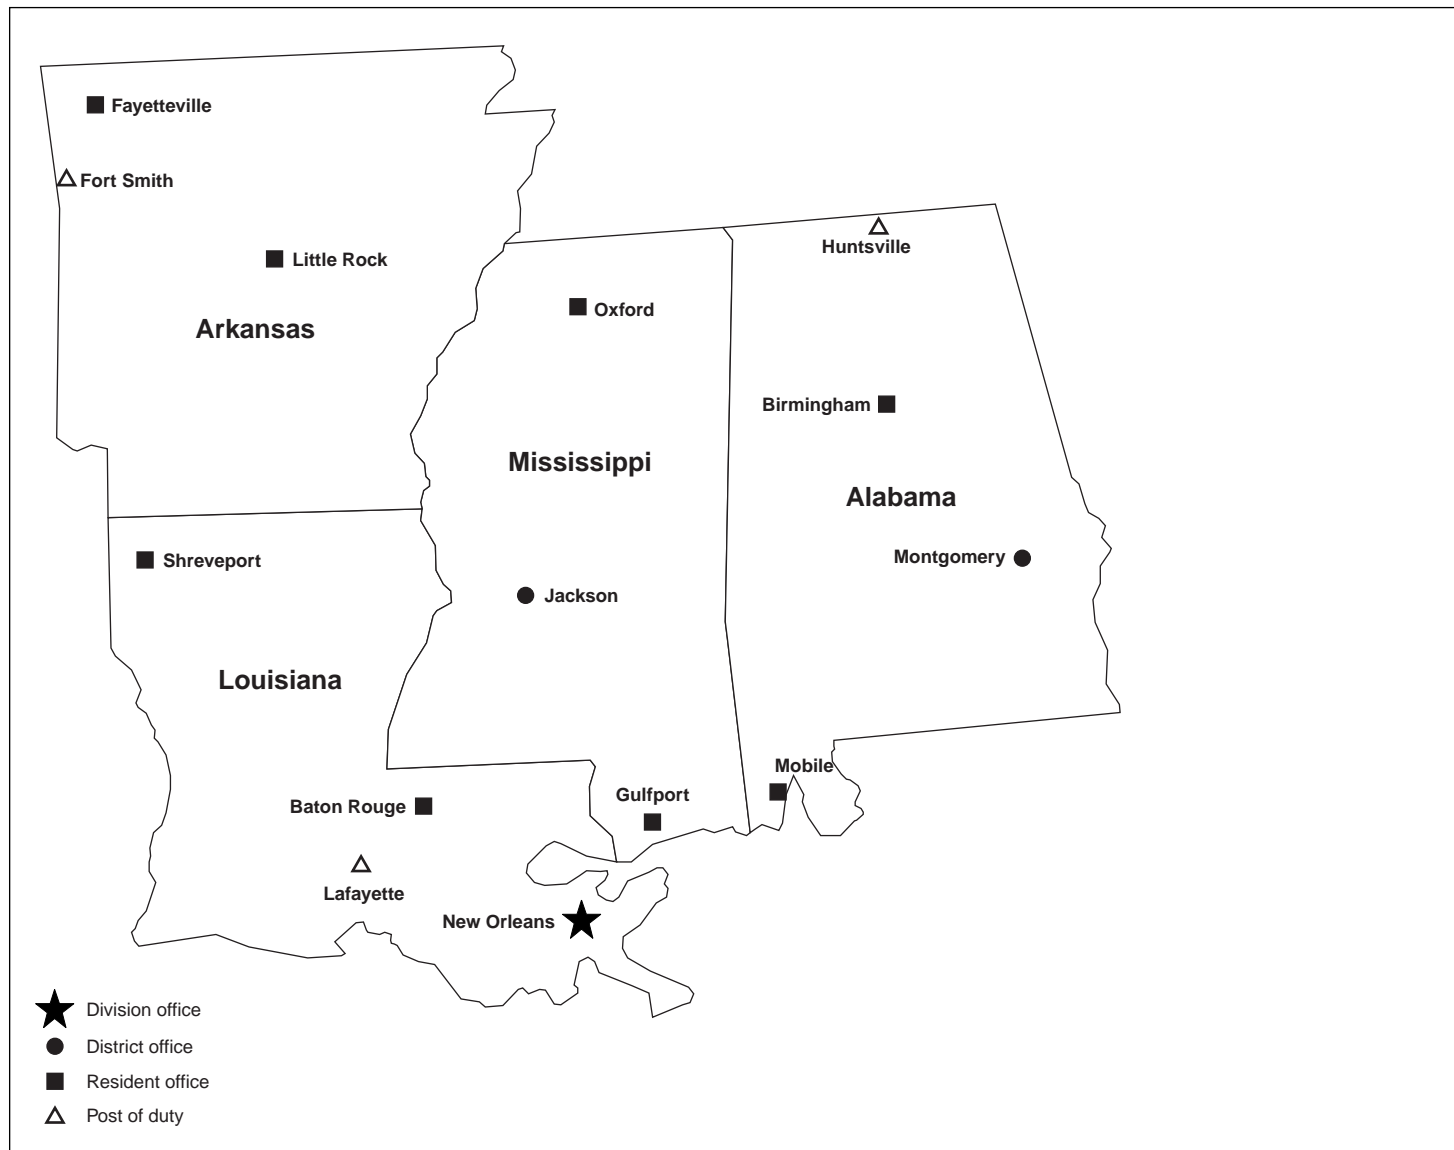 Fayetteville
Fort Smith
Huntsville
Little Rock
Oxford
Arkansas
Birmingham
Mississippi
Alabama
Montgomery
Shreveport
Jackson
Louisiana
Mobile
Gulfport
Baton Rouge
Lafayette
New Orleans
Division office
District office
Resident office
Post of duty